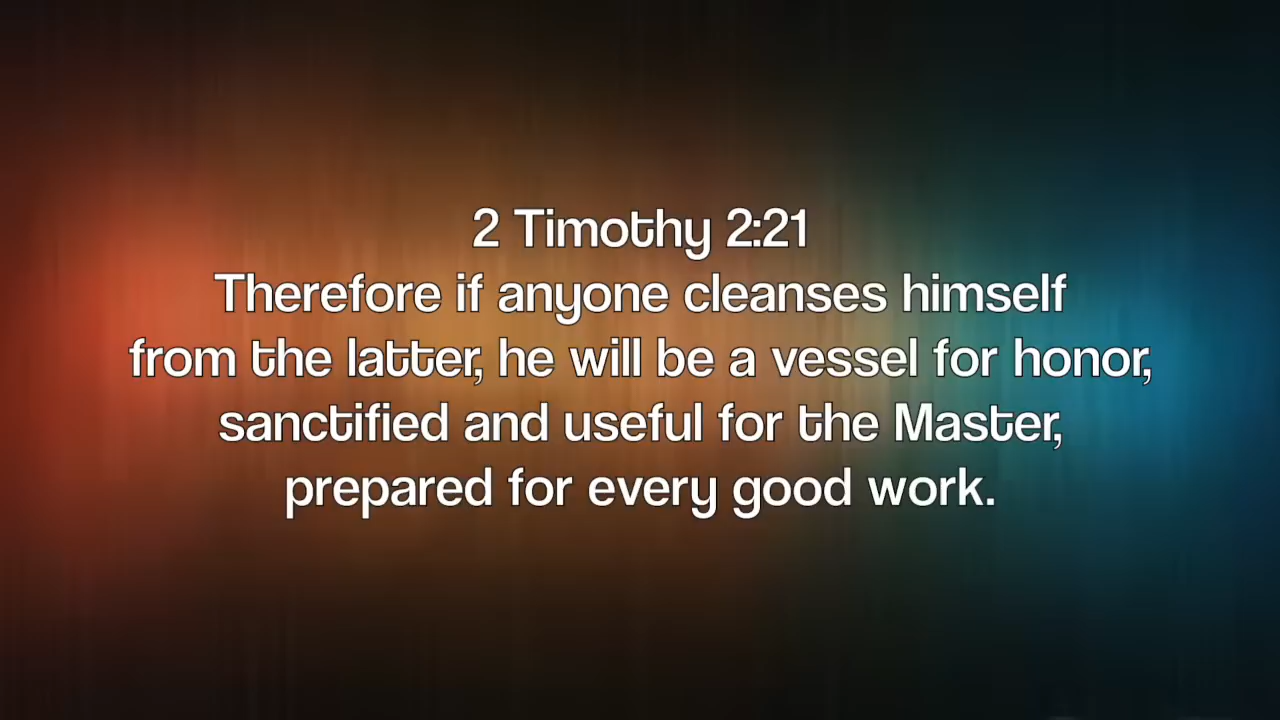 2 Timothy 2:21
Therefore if anyone cleanses himself
from the latter, he will be a vessel for honor,
sanctified and useful for the Master,
prepared for every good work.